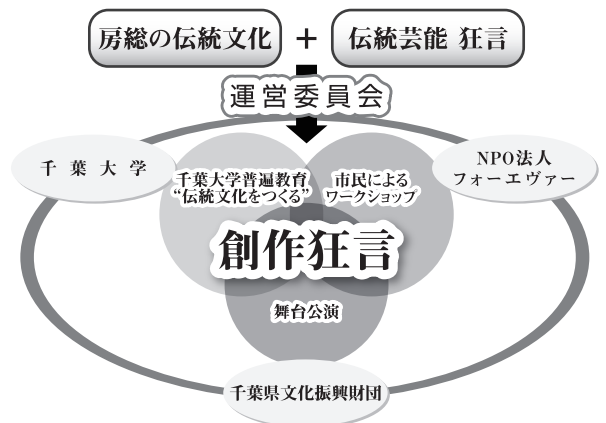 房総の伝統文化 + 伝統芸能 狂言
運営委員会
千葉大学
NPO法人
フォーエヴァー
千葉大学普遍教育
“伝統文化をつくる”
市民による
ワークショップ
創作狂言
舞台公演
千葉県文化振興財団